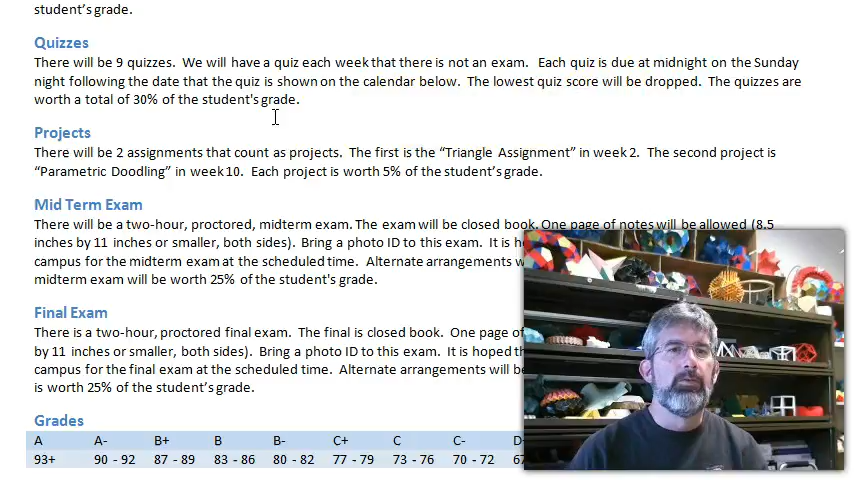 student's grade.
Quizzes
There will be 9 quizzes. We will have a quiz each week that there is not an exam. Each quiz is due at midnight on the Sunday
night following the date that the quiz is shown on the calendar below. The lowest quiz score will be dropped. The quizzes are
worth a total of 30% of the student's grade.
Projects
There will be 2 assignments that count as projects. The first is the “Triangle Assignment” in week 2. The second project is
“Parametric Doodling” in week 10. Each project is worth 5% of the student’s grade.
Mid Term Exam
There will be a two-hour, proctored, midterm exam. The exam will be closed book. One page of notes will be allowed (8.5
inches by 11 inches or smaller, both sides). Bring a photo ID to this exam. It is
campus for the midterm exam at the scheduled time. Alternate arrangements
midterm exam will be worth 25% of the student's grade.
Final Exam
There is a two-hour, proctored final exam. The final is closed book. One page of
by 11 inches or smaller, both sides). Bring a photo ID to this exam. It is hoped
campus for the final exam at the scheduled time. Alternate arrangements will
is worth 25% of the student’s grade.
Grades
A A- B+ B B- C+ C C-
93+ 90 - 92 87 - 89 83 - 86 80 - 82 77 - 79 73 - 76 70 - 72